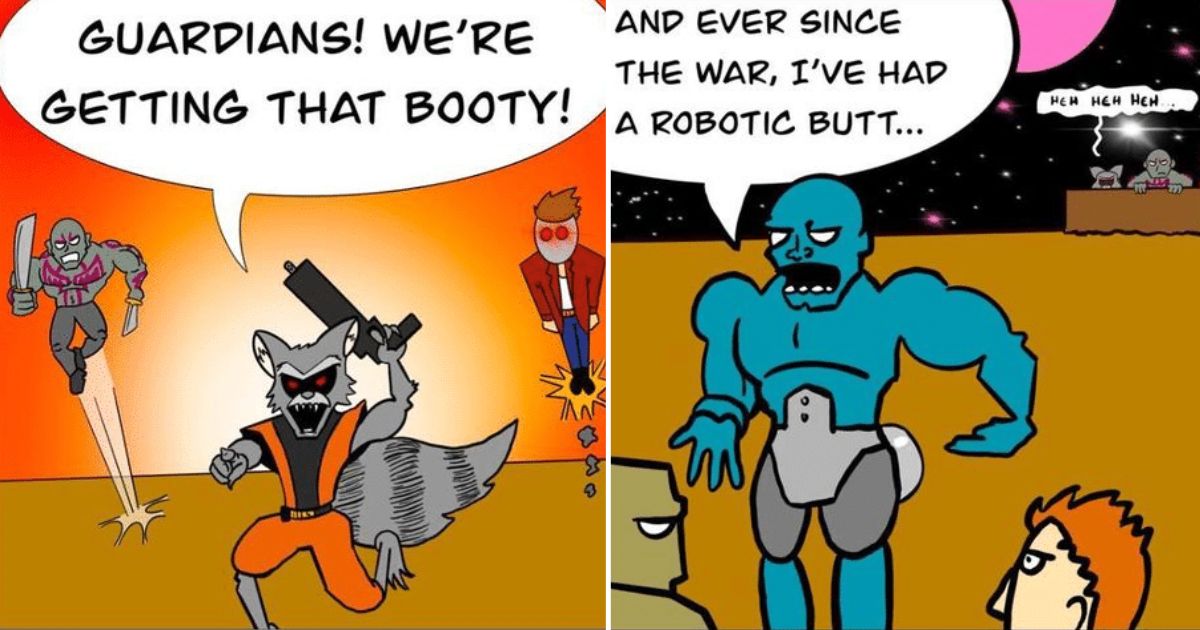 GUARDIANS! WE'RE
GETTING THAT BOOTY!
AND EVER SINCE
THE WAR, I'VE HAD
A ROBOTIC BUTT...
HEH HEH HEH...